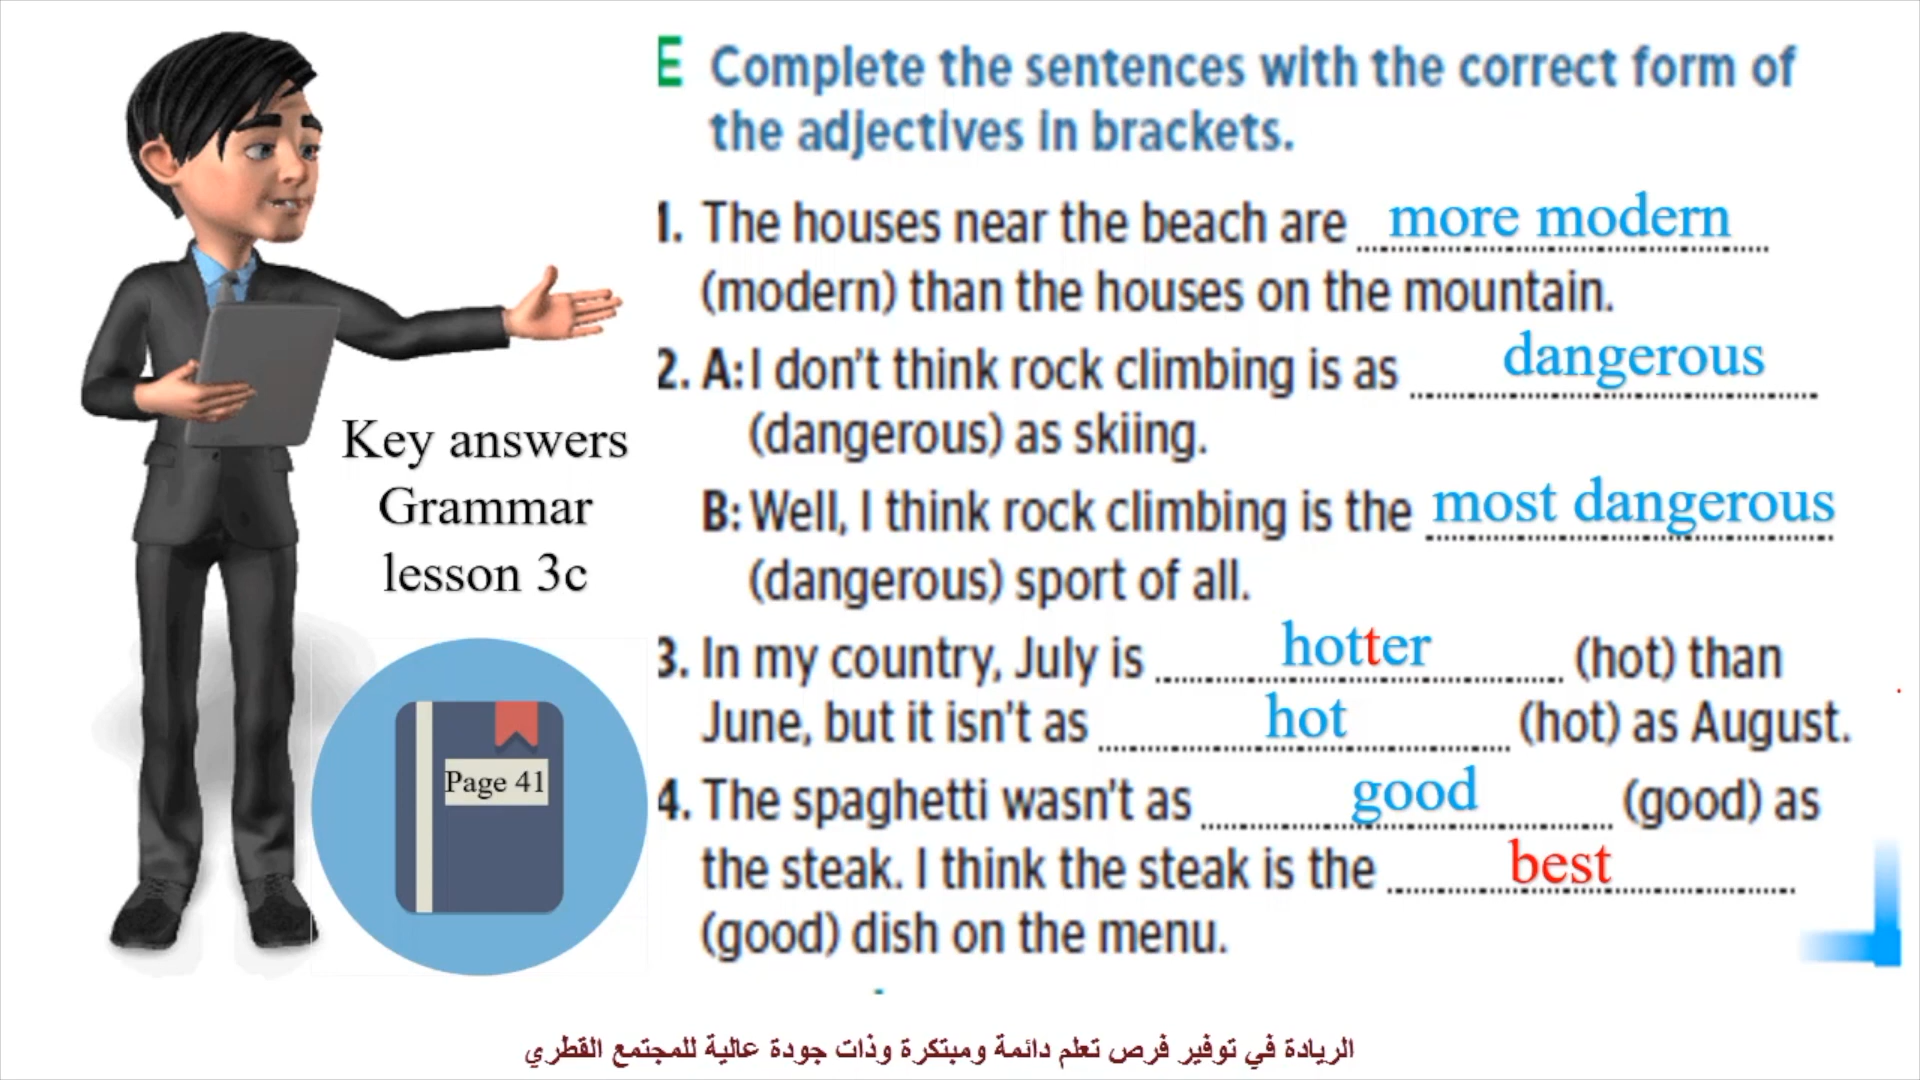 E Complete the sentences with the correct form of
the adjectives in brackets.
1. The houses near the beach are more modern
(modern) than the houses on the mountain.
2. A: I don't think rock climbing is as dangerous
(dangerous) as skiing.
B: Well, I think rock climbing is the most dangerous
(dangerous) sport of all.
3. In my country, July is hotter (hot) than
June, but it isn't as hot (hot) as August.
4. The spaghetti wasn't as good (good) as
the steak. I think the steak is the best
(good) dish on the menu.
Key answers
Grammar
lesson 3c
Page 41
الريادة في توفير فرص تعلم دائمة ومبتكرة وذات جودة عالية للمجتمع القطري